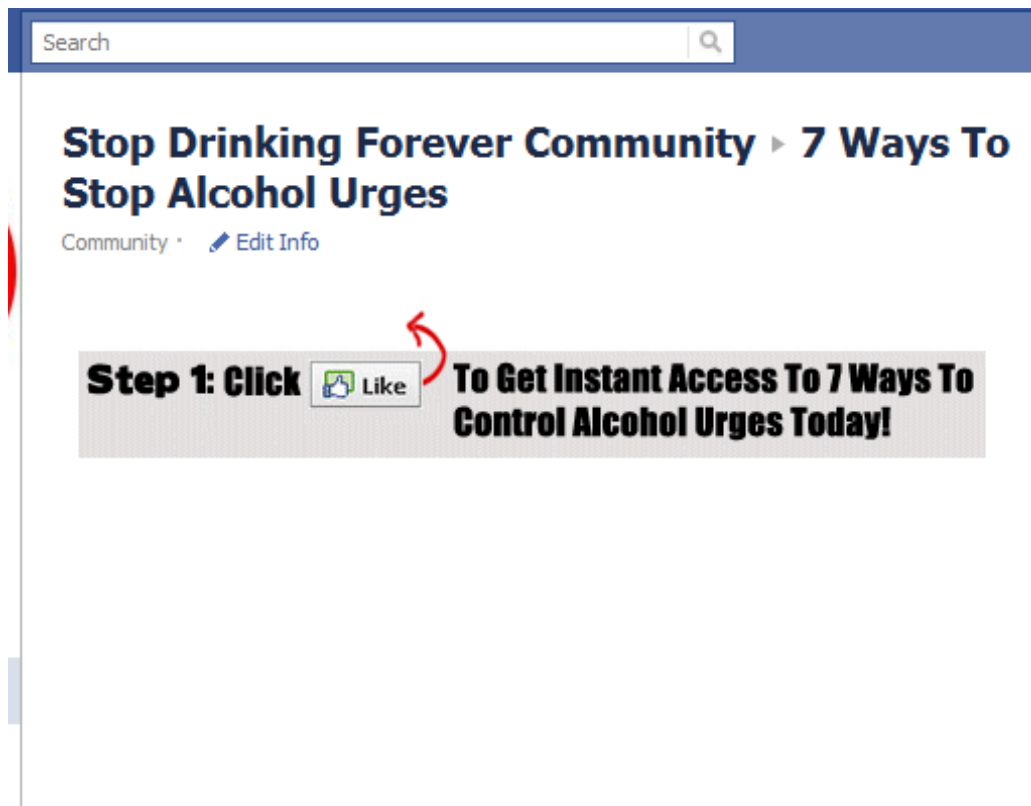 Search
Stop Drinking Forever Community ▸ 7 Ways To
Stop Alcohol Urges
Community · Edit Info
Step 1: Click Like To Get Instant Access To 7 Ways To
Control Alcohol Urges Today!